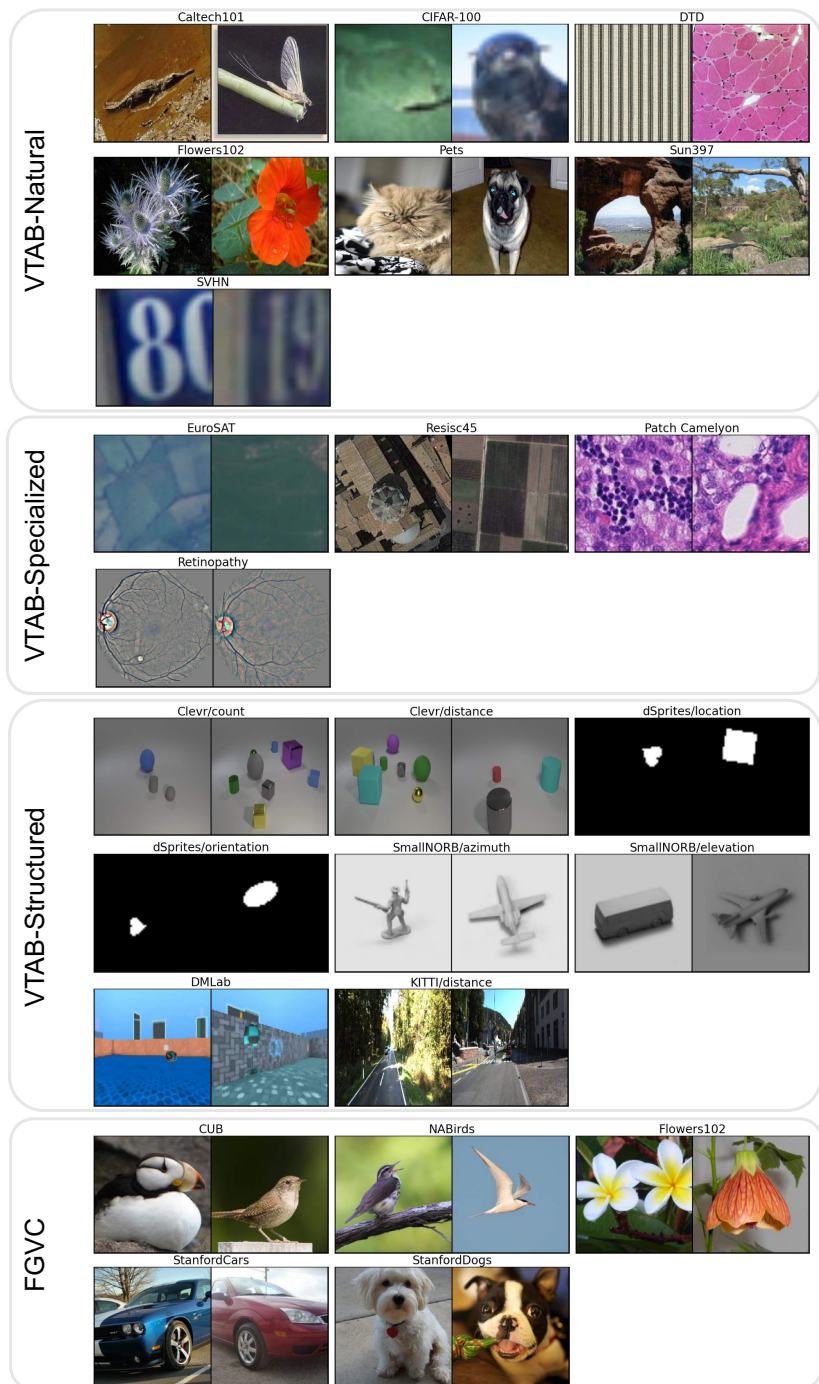 VTAB-Natural
Caltech101
CIFAR-100
DTD
Flowers102
Pets
Sun397
SVHN
80
19
VTAB-Specialized
EuroSAT
Resisc45
Patch Camelyon
Retinopathy
VTAB-Structured
Clevr/count
Clevr/distance
dSprites/location
dSprites/orientation
SmallNORB/azimuth
SmallNORB/elevation
DMLab
KITTI/distance
FGVC
CUB
NABirds
Flowers102
StanfordCars
StanfordDogs